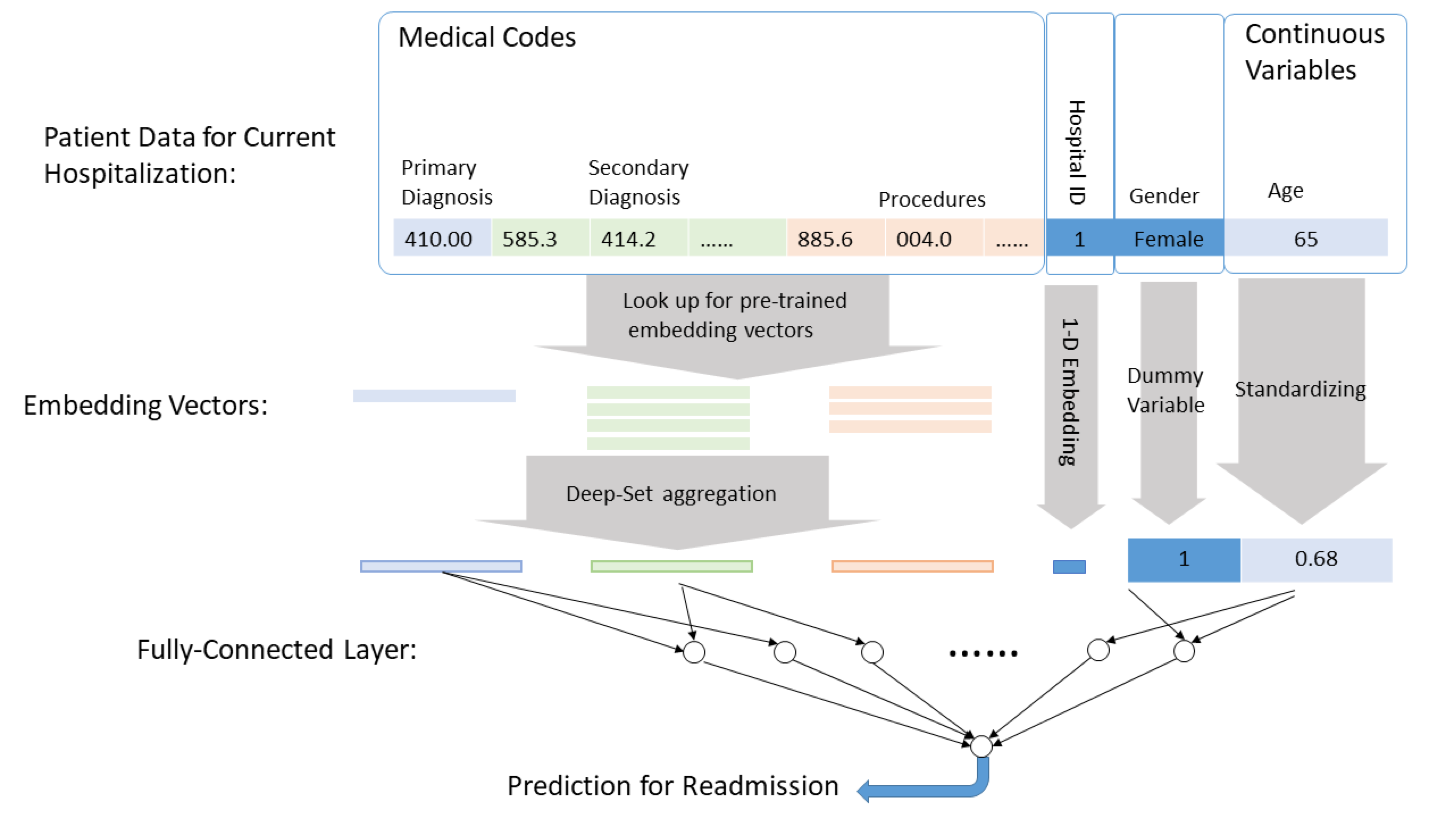 Medical Codes
Continuous
Variables
Patient Data for Current
Hospitalization:
Primary
Diagnosis
Secondary
Diagnosis
Procedures
Hospital ID
Gender
Age
410.00 585.3 414.2 ...... 885.6 004.0 ...... 1 Female 65
Look up for pre-trained
embedding vectors
1-D Embedding
Dummy
Variable
Standardizing
Embedding Vectors:
Deep-Set aggregation
1 0.68
Fully-Connected Layer:
......
Prediction for Readmission